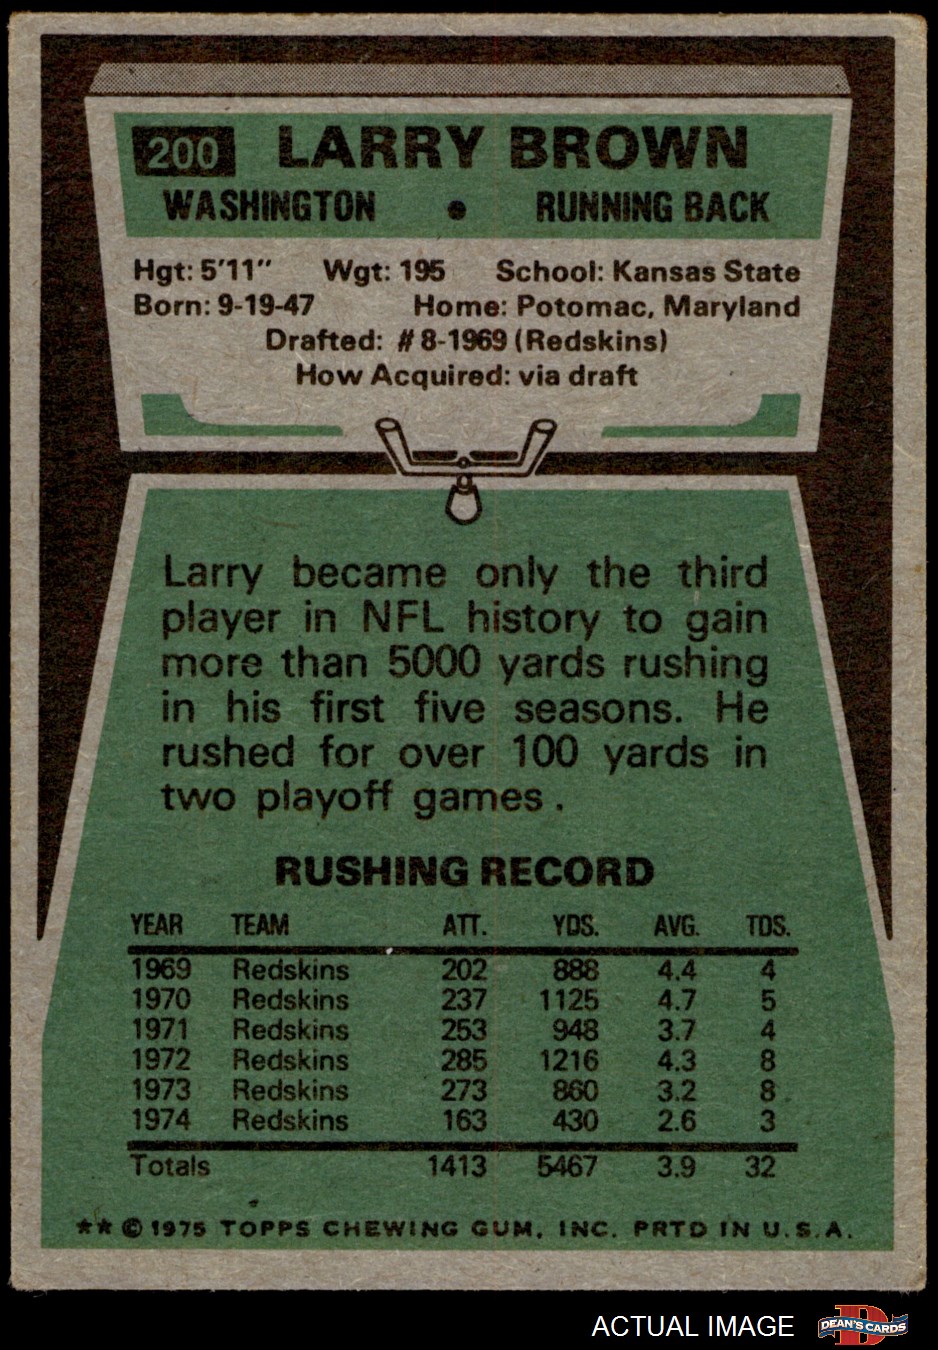 200 LARRY BROWN
WASHINGTON • RUNNING BACK
Hgt: 5'11" Wgt: 195 School: Kansas State
Born: 9-19-47 Home: Potomac, Maryland
Drafted: #8-1969 (Redskins)
How Acquired: via draft
Larry became only the third
player in NFL history to gain
more than 5000 yards rushing
in his first five seasons. He
rushed for over 100 yards in
two playoff games.
RUSHING RECORD
YEAR TEAM ATT. YDS. AVG. TDS.
1969 Redskins 202 888 4.4 4
1970 Redskins 237 1125 4.7 5
1971 Redskins 253 948 3.7 4
1972 Redskins 285 1216 4.3 8
1973 Redskins 273 860 3.2 8
1974 Redskins 163 430 2.6 3
Totals 1413 5467 3.9 32
** © 1975 TOPPS CHEWING GUM, INC. PRTD IN U.S.A.
ACTUAL IMAGE DEAN'S CARDS